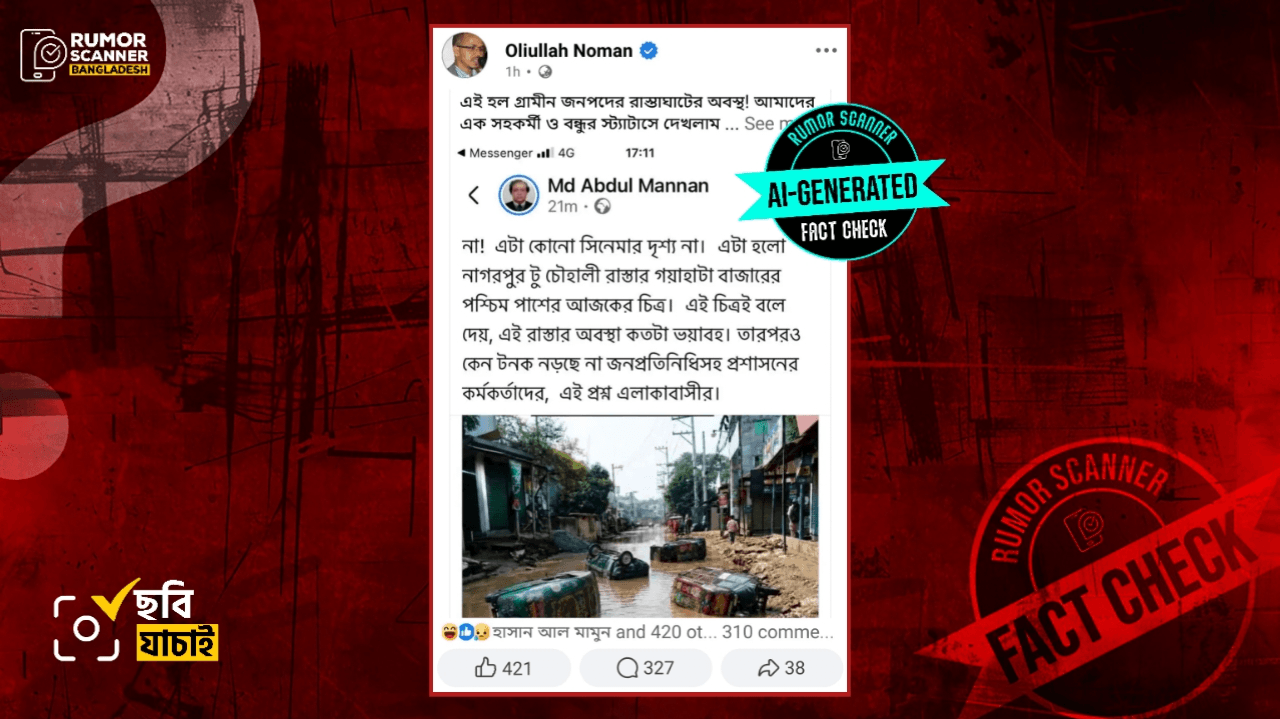 RUMOR
SCANNER
BANGLADESH
Oliullah Noman
1h
এই হল গ্রামীন জনপদের রাস্তাঘাটের অবস্থ! আমাদের
এক সহকর্মী ও বন্ধুর স্ট্যাটাসে দেখলাম ... See
Messenger 4G 17:11
Md Abdul Mannan
21m
না! এটা কোনো সিনেমার দৃশ্য না। এটা হলো
নাগরপুর টু চৌহালী রাস্তার গয়াহাটা বাজারের
পশ্চিম পাশের আজকের চিত্র। এই চিত্রই বলে
দেয়, এই রাস্তার অবস্থা কতটা ভয়াবহ। তারপরও
কেন টনক নড়ছে না জনপ্রতিনিধিসহ প্রশাসনের
কর্মকর্তাদের, এই প্রশ্ন এলাকাবাসীর।
হাসান আল মামুন and 420 ot... 310 comme...
421 327 38
RUMOR SCANNER
AI-GENERATED
FACT CHECK
ছবি
যাচাই
RUMOR SCANNER
FACT CHECK